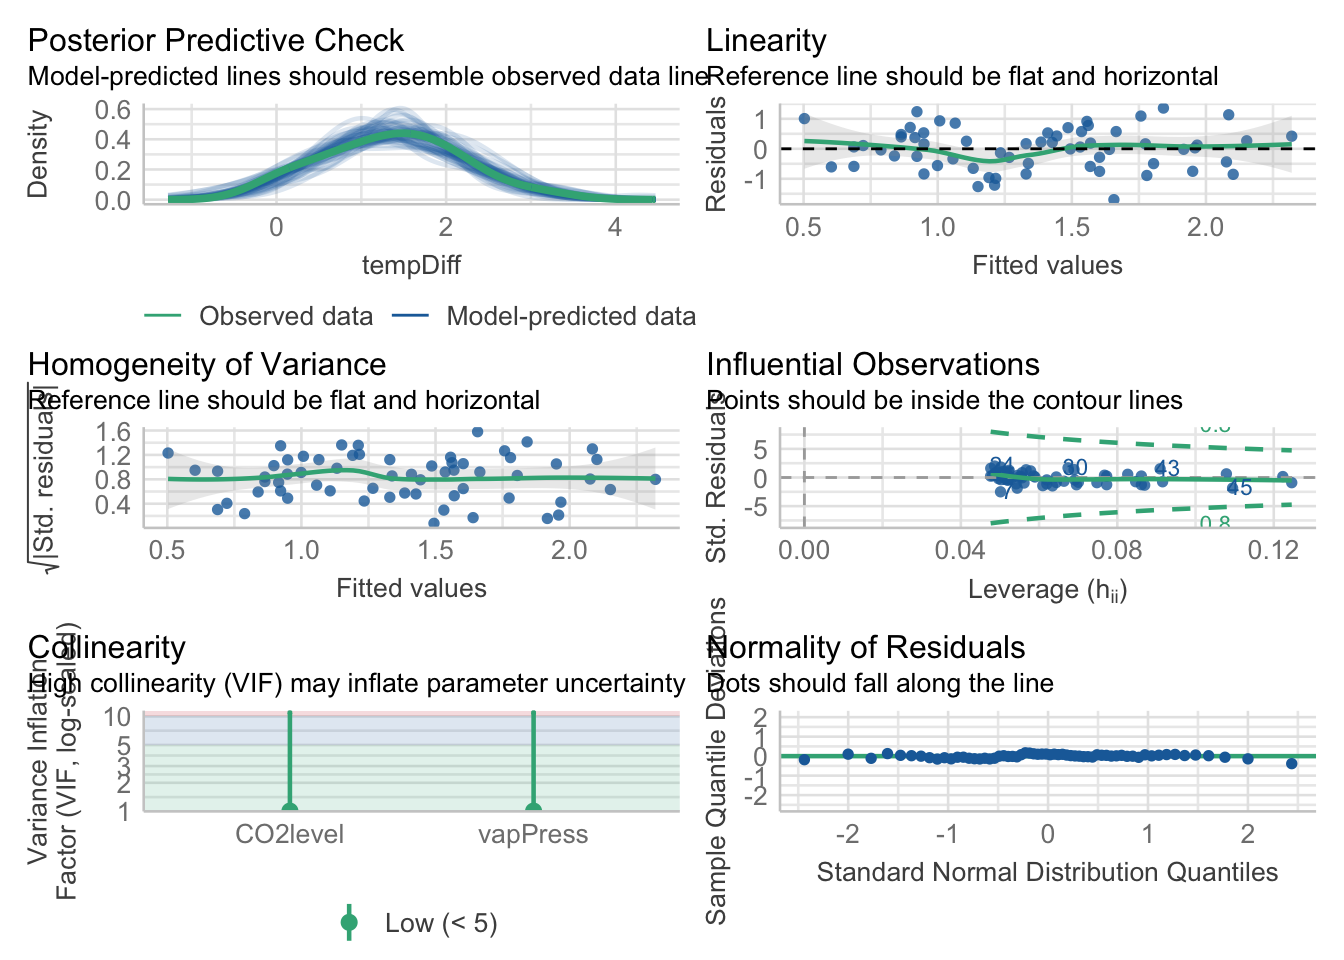 Posterior Predictive Check
Model-predicted lines should resemble observed data line
Density
0.6
0.4
0.2
0.0
0
2
4
tempDiff
Observed data
Model-predicted data
Linearity
Reference line should be flat and horizontal
Residuals
1
0
-1
0.5
1.0
1.5
2.0
Fitted values
Homogeneity of Variance
Reference line should be flat and horizontal
√|Std. residuals|
1.6
1.2
0.8
0.4
0.5
1.0
1.5
2.0
Fitted values
Influential Observations
Points should be inside the contour lines
Std. Residuals
5
0
-5
0.8
30
43
45
7
0.8
0.00
0.04
0.08
0.12
Leverage (hii)
Collinearity
High collinearity (VIF) may inflate parameter uncertainty
Variance Inflation
Factor (VIF, log-scaled)
10
5
3
2
1
CO2level
vapPress
Low (< 5)
Normality of Residuals
Dots should fall along the line
Sample Quantile Deviations
2
1
0
-1
-2
-2
-1
0
1
2
Standard Normal Distribution Quantiles